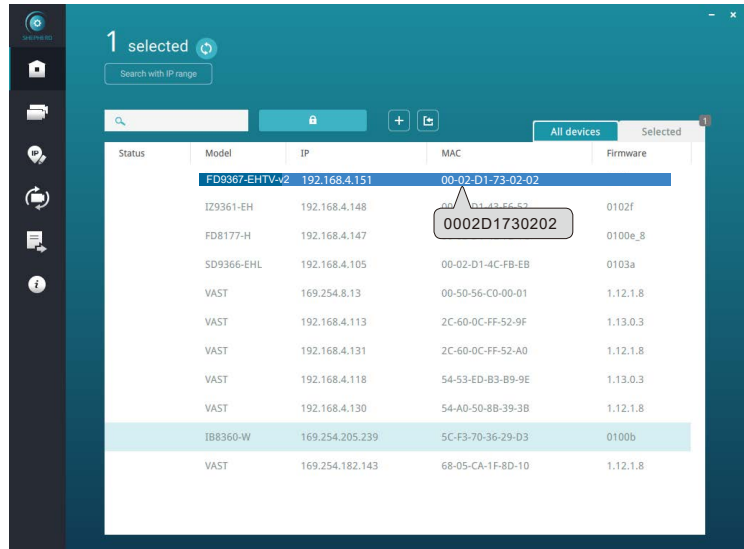 SHEPHERD
1 selected
Search with IP range
All devices Selected 1
Status Model IP MAC Firmware
FD9367-EHTV-v2 192.168.4.151 00-02-D1-73-02-02
IZ9361-EH 192.168.4.148 0102f
0002D1730202
FD8177-H 192.168.4.147 0100e_8
SD9366-EHL 192.168.4.105 00-02-D1-4C-FB-EB 0103a
VAST 169.254.8.13 00-50-56-C0-00-01 1.12.1.8
VAST 192.168.4.113 2C-60-0C-FF-52-9F 1.13.0.3
VAST 192.168.4.131 2C-60-0C-FF-52-A0 1.12.1.8
VAST 192.168.4.118 54-53-ED-B3-B9-9E 1.13.0.3
VAST 192.168.4.130 54-A0-50-8B-39-3B 1.12.1.8
IB8360-W 169.254.205.239 5C-F3-70-36-29-D3 0100b
VAST 169.254.182.143 68-05-CA-1F-8D-10 1.12.1.8